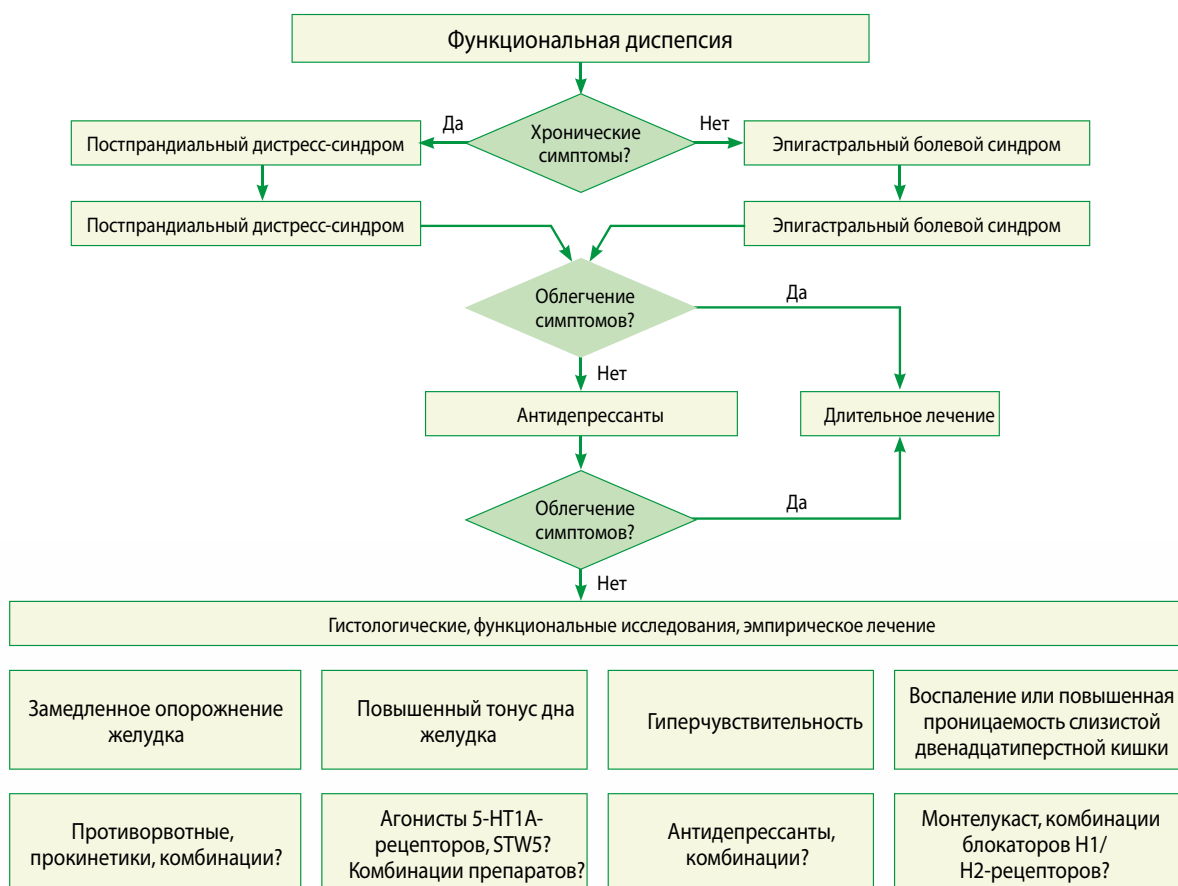 Функциональная диспепсия
Да
Хронические
симптомы?
Нет
Постпрандиальный дистресс-синдром
Эпигастральный болевой синдром
Постпрандиальный дистресс-синдром
Эпигастральный болевой синдром
Облегчение
симптомов?
Да
Нет
Антидепрессанты
Длительное лечение
Облегчение
симптомов?
Да
Нет
Гистологические, функциональные исследования, эмпирическое лечение
Замедленное опорожнение
желудка
Повышенный тонус дна
желудка
Гиперчувствительность
Воспаление или повышенная
проницаемость слизистой
двенадцатиперстной кишки
Противорвотные,
прокинетики, комбинации?
Агонисты 5-HT1A-
рецепторов, STW5?
Комбинации препаратов?
Антидепрессанты,
комбинации?
Монтелукаст, комбинации
блокаторов H1/
H2-рецепторов?